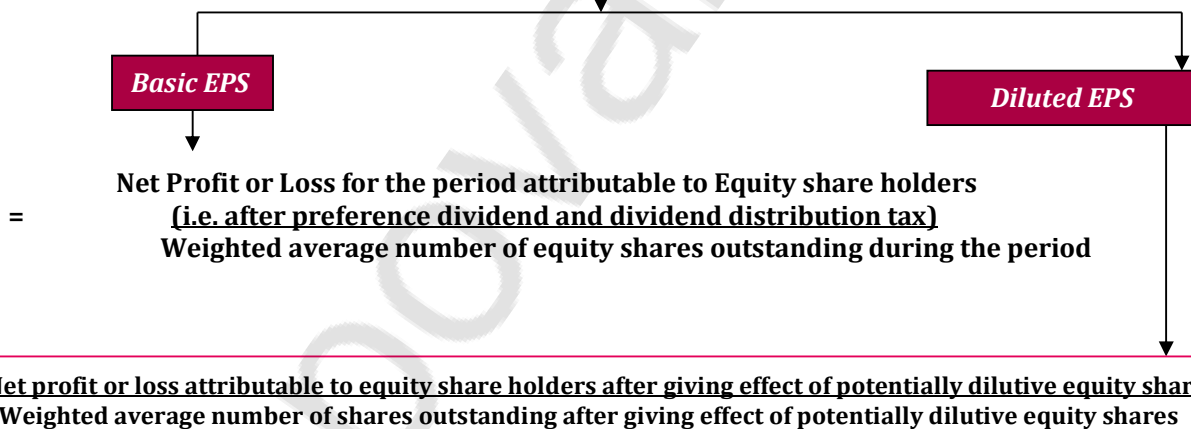 Basic EPS
Diluted EPS
Net Profit or Loss for the period attributable to Equity share holders
= (i.e. after preference dividend and dividend distribution tax)
Weighted average number of equity shares outstanding during the period
et profit or loss attributable to equity share holders after giving effect of potentially dilutive equity shar
Weighted average number of shares outstanding after giving effect of potentially dilutive equity shares